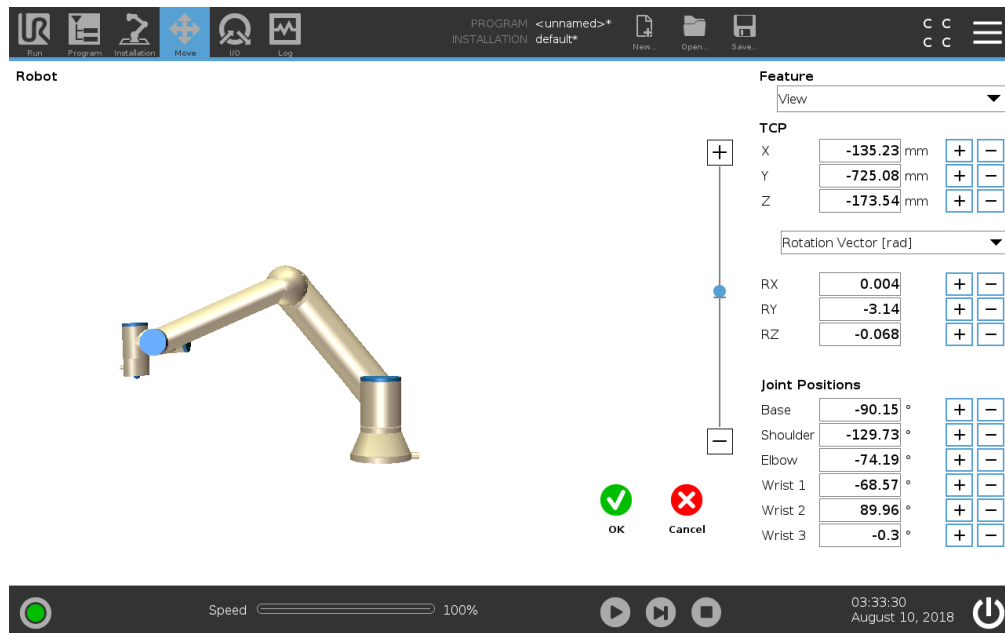 UR
PROGRAM <unnamed>*
INSTALLATION default*
C C
C C
Run Program Installation Move I/O Log New... Open... Save...
Robot
Feature
View
TCP
X -135.23 mm + −
Y -725.08 mm + −
Z -173.54 mm + −
Rotation Vector [rad]
RX 0.004 + −
RY -3.14 + −
RZ -0.068 + −
Joint Positions
Base -90.15 ° + −
Shoulder -129.73 ° + −
Elbow -74.19 ° + −
Wrist 1 -68.57 ° + −
Wrist 2 89.96 ° + −
Wrist 3 -0.3 ° + −
+
−
OK Cancel
Speed 100%
03:33:30
August 10, 2018